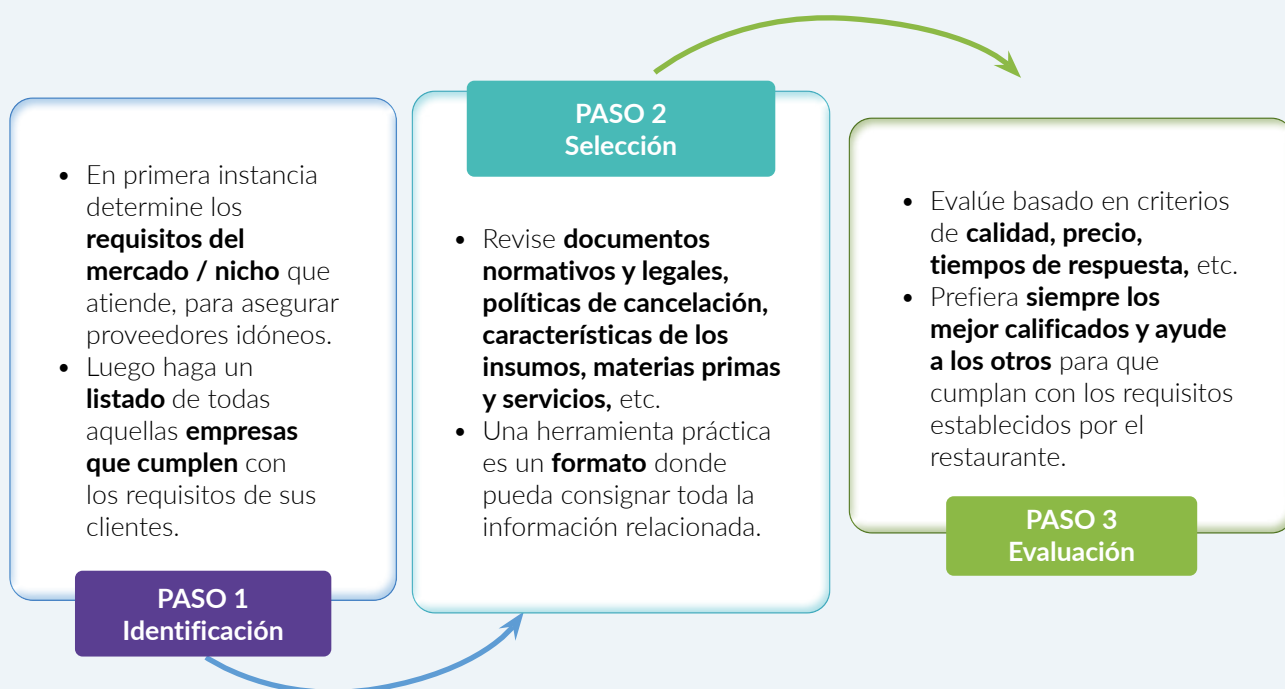 • En primera instancia
determine los
requisitos del
mercado / nicho que
atiende, para asegurar
proveedores idóneos.
• Luego haga un
listado de todas
aquellas empresas
que cumplen con
los requisitos de sus
clientes.
PASO 1
Identificación
PASO 2
Selección
• Revise documentos
normativos y legales,
políticas de cancelación,
características de los
insumos, materias primas
y servicios, etc.
• Una herramienta práctica
es un formato donde
pueda consignar toda la
información relacionada.
• Evalúe basado en criterios
de calidad, precio,
tiempos de respuesta, etc.
• Prefiera siempre los
mejor calificados y ayude
a los otros para que
cumplan con los requisitos
establecidos por el
restaurante.
PASO 3
Evaluación